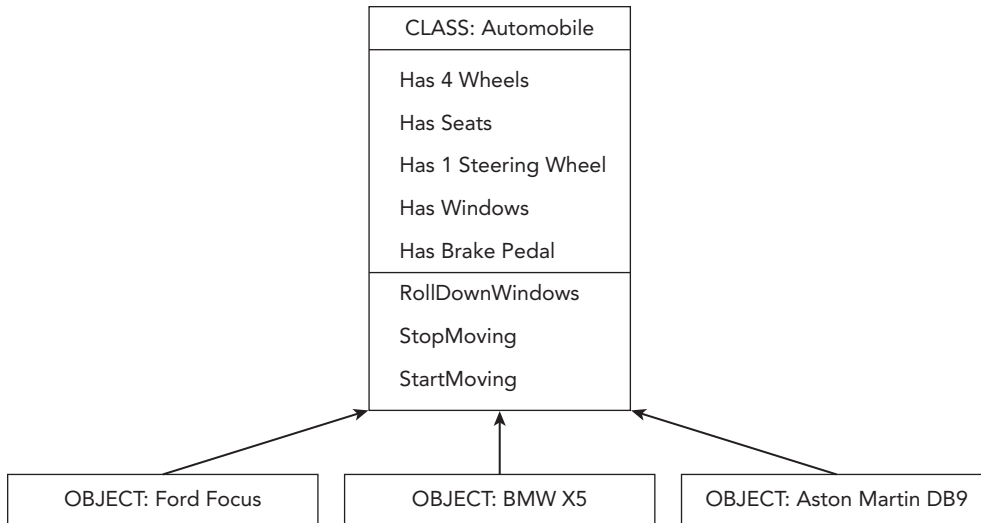 CLASS: Automobile
Has 4 Wheels
Has Seats
Has 1 Steering Wheel
Has Windows
Has Brake Pedal
RollDownWindows
StopMoving
StartMoving
OBJECT: Ford Focus
OBJECT: BMW X5
OBJECT: Aston Martin DB9